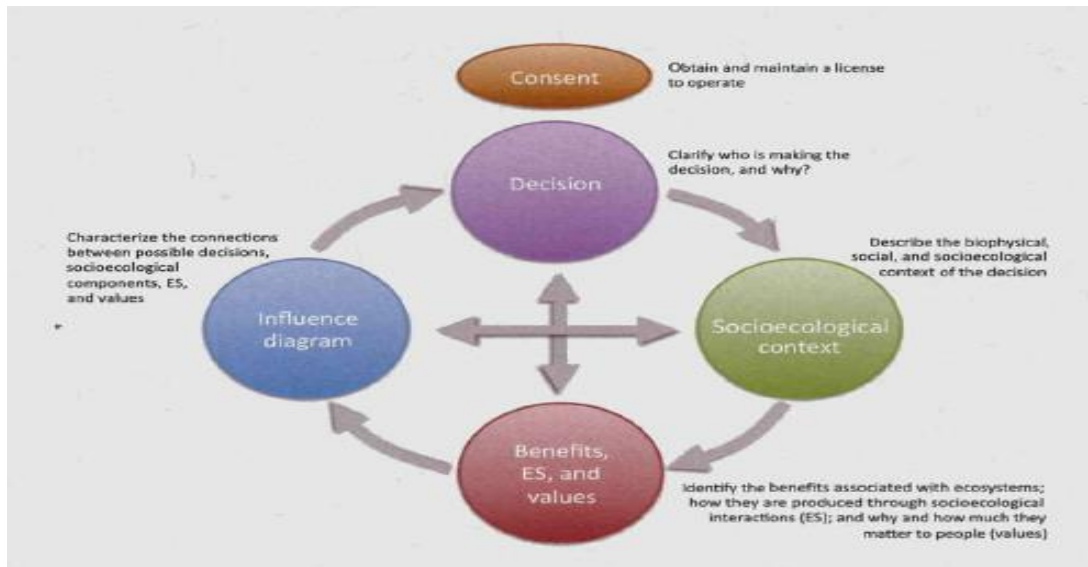 Consent
Obtain and maintain a license
to operate
Decision
Clarify who is making the
decision, and why?
Characterize the connections
between possible decisions,
socioecological
components, ES,
and values
Describe the biophysical,
social, and socioecological
context of the decision
Influence
diagram
Socioecological
context
Benefits,
ES, and
values
Identify the benefits associated with ecosystems;
how they are produced through socioecological
interactions (ES); and why and how much they
matter to people (values)